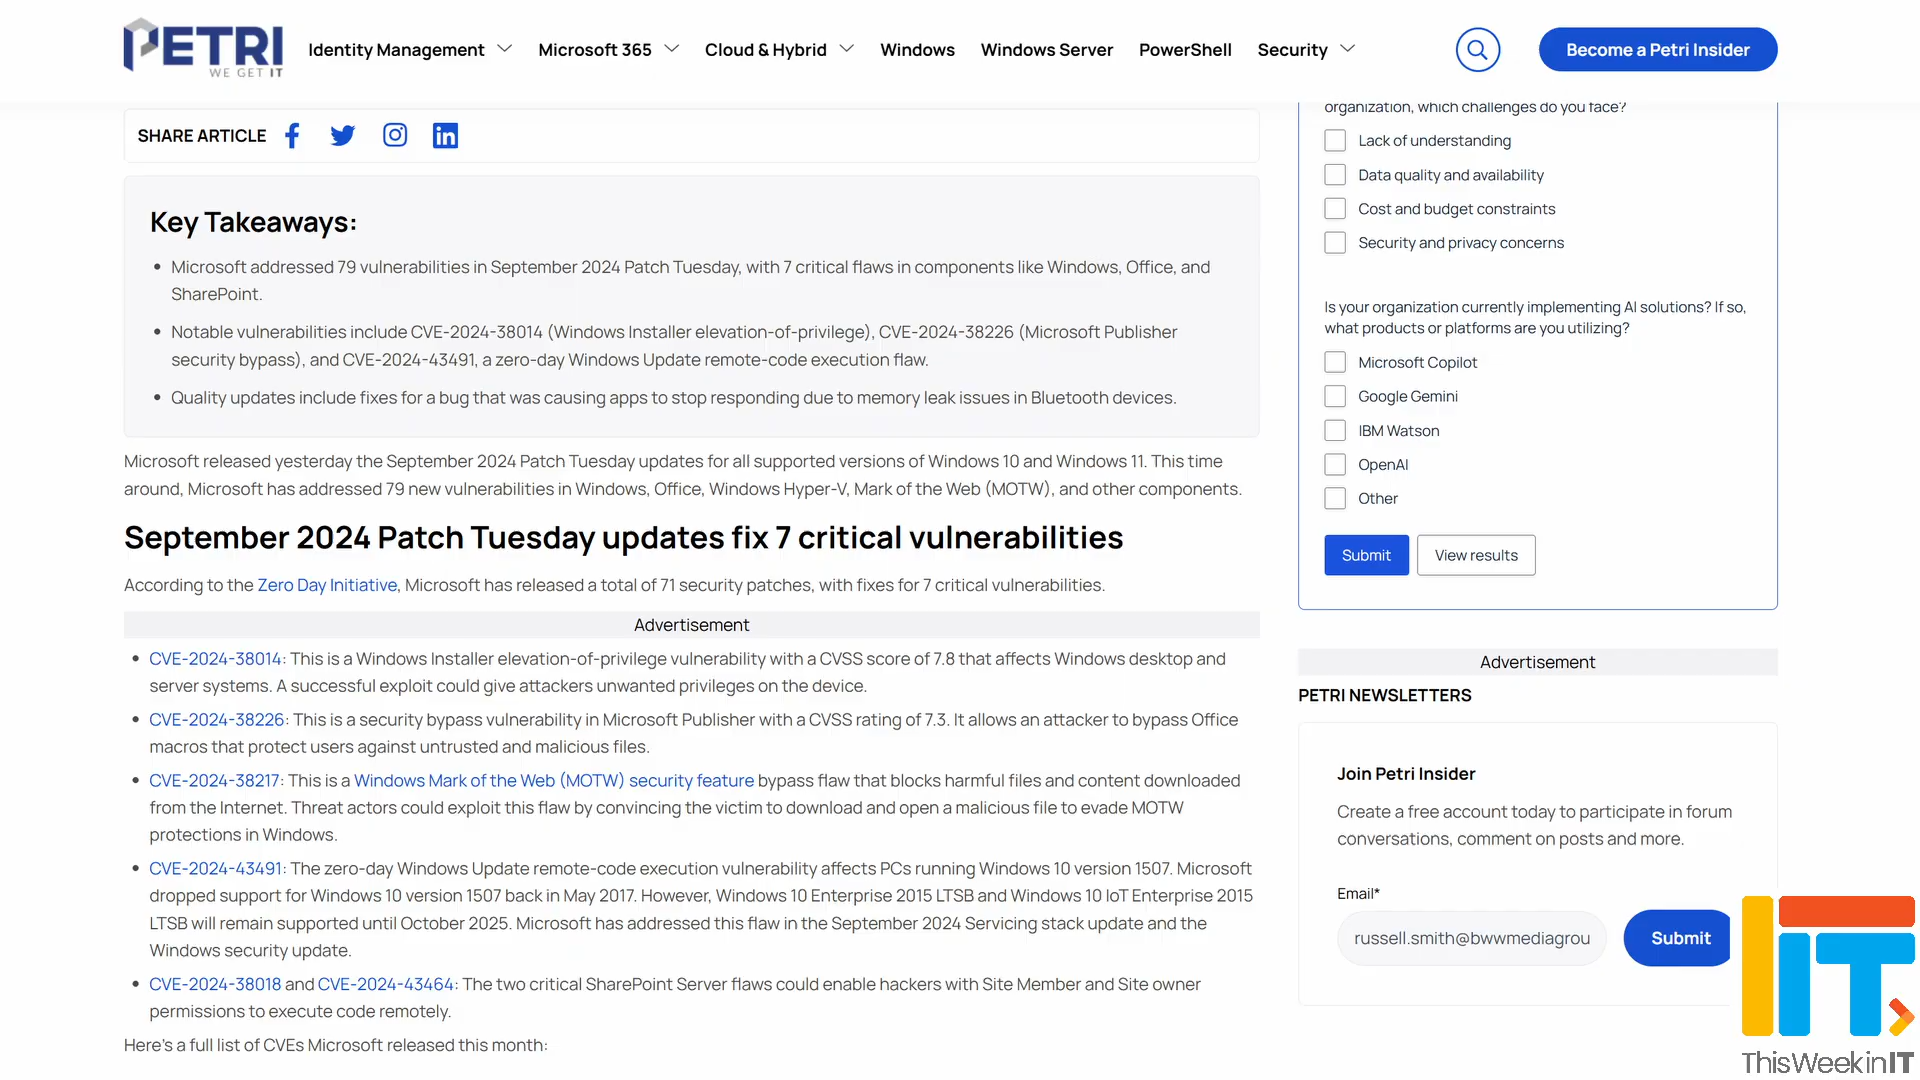 PETRI
WE GET IT
Identity Management
Microsoft 365
Cloud & Hybrid
Windows
Windows Server
PowerShell
Security
Become a Petri Insider
SHARE ARTICLE
Key Takeaways:
• Microsoft addressed 79 vulnerabilities in September 2024 Patch Tuesday, with 7 critical flaws in components like Windows, Office, and
SharePoint.
• Notable vulnerabilities include CVE-2024-38014 (Windows Installer elevation-of-privilege), CVE-2024-38226 (Microsoft Publisher
security bypass), and CVE-2024-43491, a zero-day Windows Update remote-code execution flaw.
• Quality updates include fixes for a bug that was causing apps to stop responding due to memory leak issues in Bluetooth devices.
Microsoft released yesterday the September 2024 Patch Tuesday updates for all supported versions of Windows 10 and Windows 11. This time
around, Microsoft has addressed 79 new vulnerabilities in Windows, Office, Windows Hyper-V, Mark of the Web (MOTW), and other components.
September 2024 Patch Tuesday updates fix 7 critical vulnerabilities
According to the Zero Day Initiative, Microsoft has released a total of 71 security patches, with fixes for 7 critical vulnerabilities.
Advertisement
• CVE-2024-38014: This is a Windows Installer elevation-of-privilege vulnerability with a CVSS score of 7.8 that affects Windows desktop and
server systems. A successful exploit could give attackers unwanted privileges on the device.
• CVE-2024-38226: This is a security bypass vulnerability in Microsoft Publisher with a CVSS rating of 7.3. It allows an attacker to bypass Office
macros that protect users against untrusted and malicious files.
• CVE-2024-38217: This is a Windows Mark of the Web (MOTW) security feature bypass flaw that blocks harmful files and content downloaded
from the Internet. Threat actors could exploit this flaw by convincing the victim to download and open a malicious file to evade MOTW
protections in Windows.
• CVE-2024-43491: The zero-day Windows Update remote-code execution vulnerability affects PCs running Windows 10 version 1507. Microsoft
dropped support for Windows 10 version 1507 back in May 2017. However, Windows 10 Enterprise 2015 LTSB and Windows 10 IoT Enterprise 2015
LTSB will remain supported until October 2025. Microsoft has addressed this flaw in the September 2024 Servicing stack update and the
Windows security update.
• CVE-2024-38018 and CVE-2024-43464: The two critical SharePoint Server flaws could enable hackers with Site Member and Site owner
permissions to execute code remotely.
Here's a full list of CVEs Microsoft released this month:
organization, which challenges do you face?
Lack of understanding
Data quality and availability
Cost and budget constraints
Security and privacy concerns
Is your organization currently implementing AI solutions? If so,
what products or platforms are you utilizing?
Microsoft Copilot
Google Gemini
IBM Watson
OpenAI
Other
Submit
View results
Advertisement
PETRI NEWSLETTERS
Join Petri Insider
Create a free account today to participate in forum
conversations, comment on posts and more.
Email*
russell.smith@bwwmediagrou
Submit
IT
ThisWeekinIT